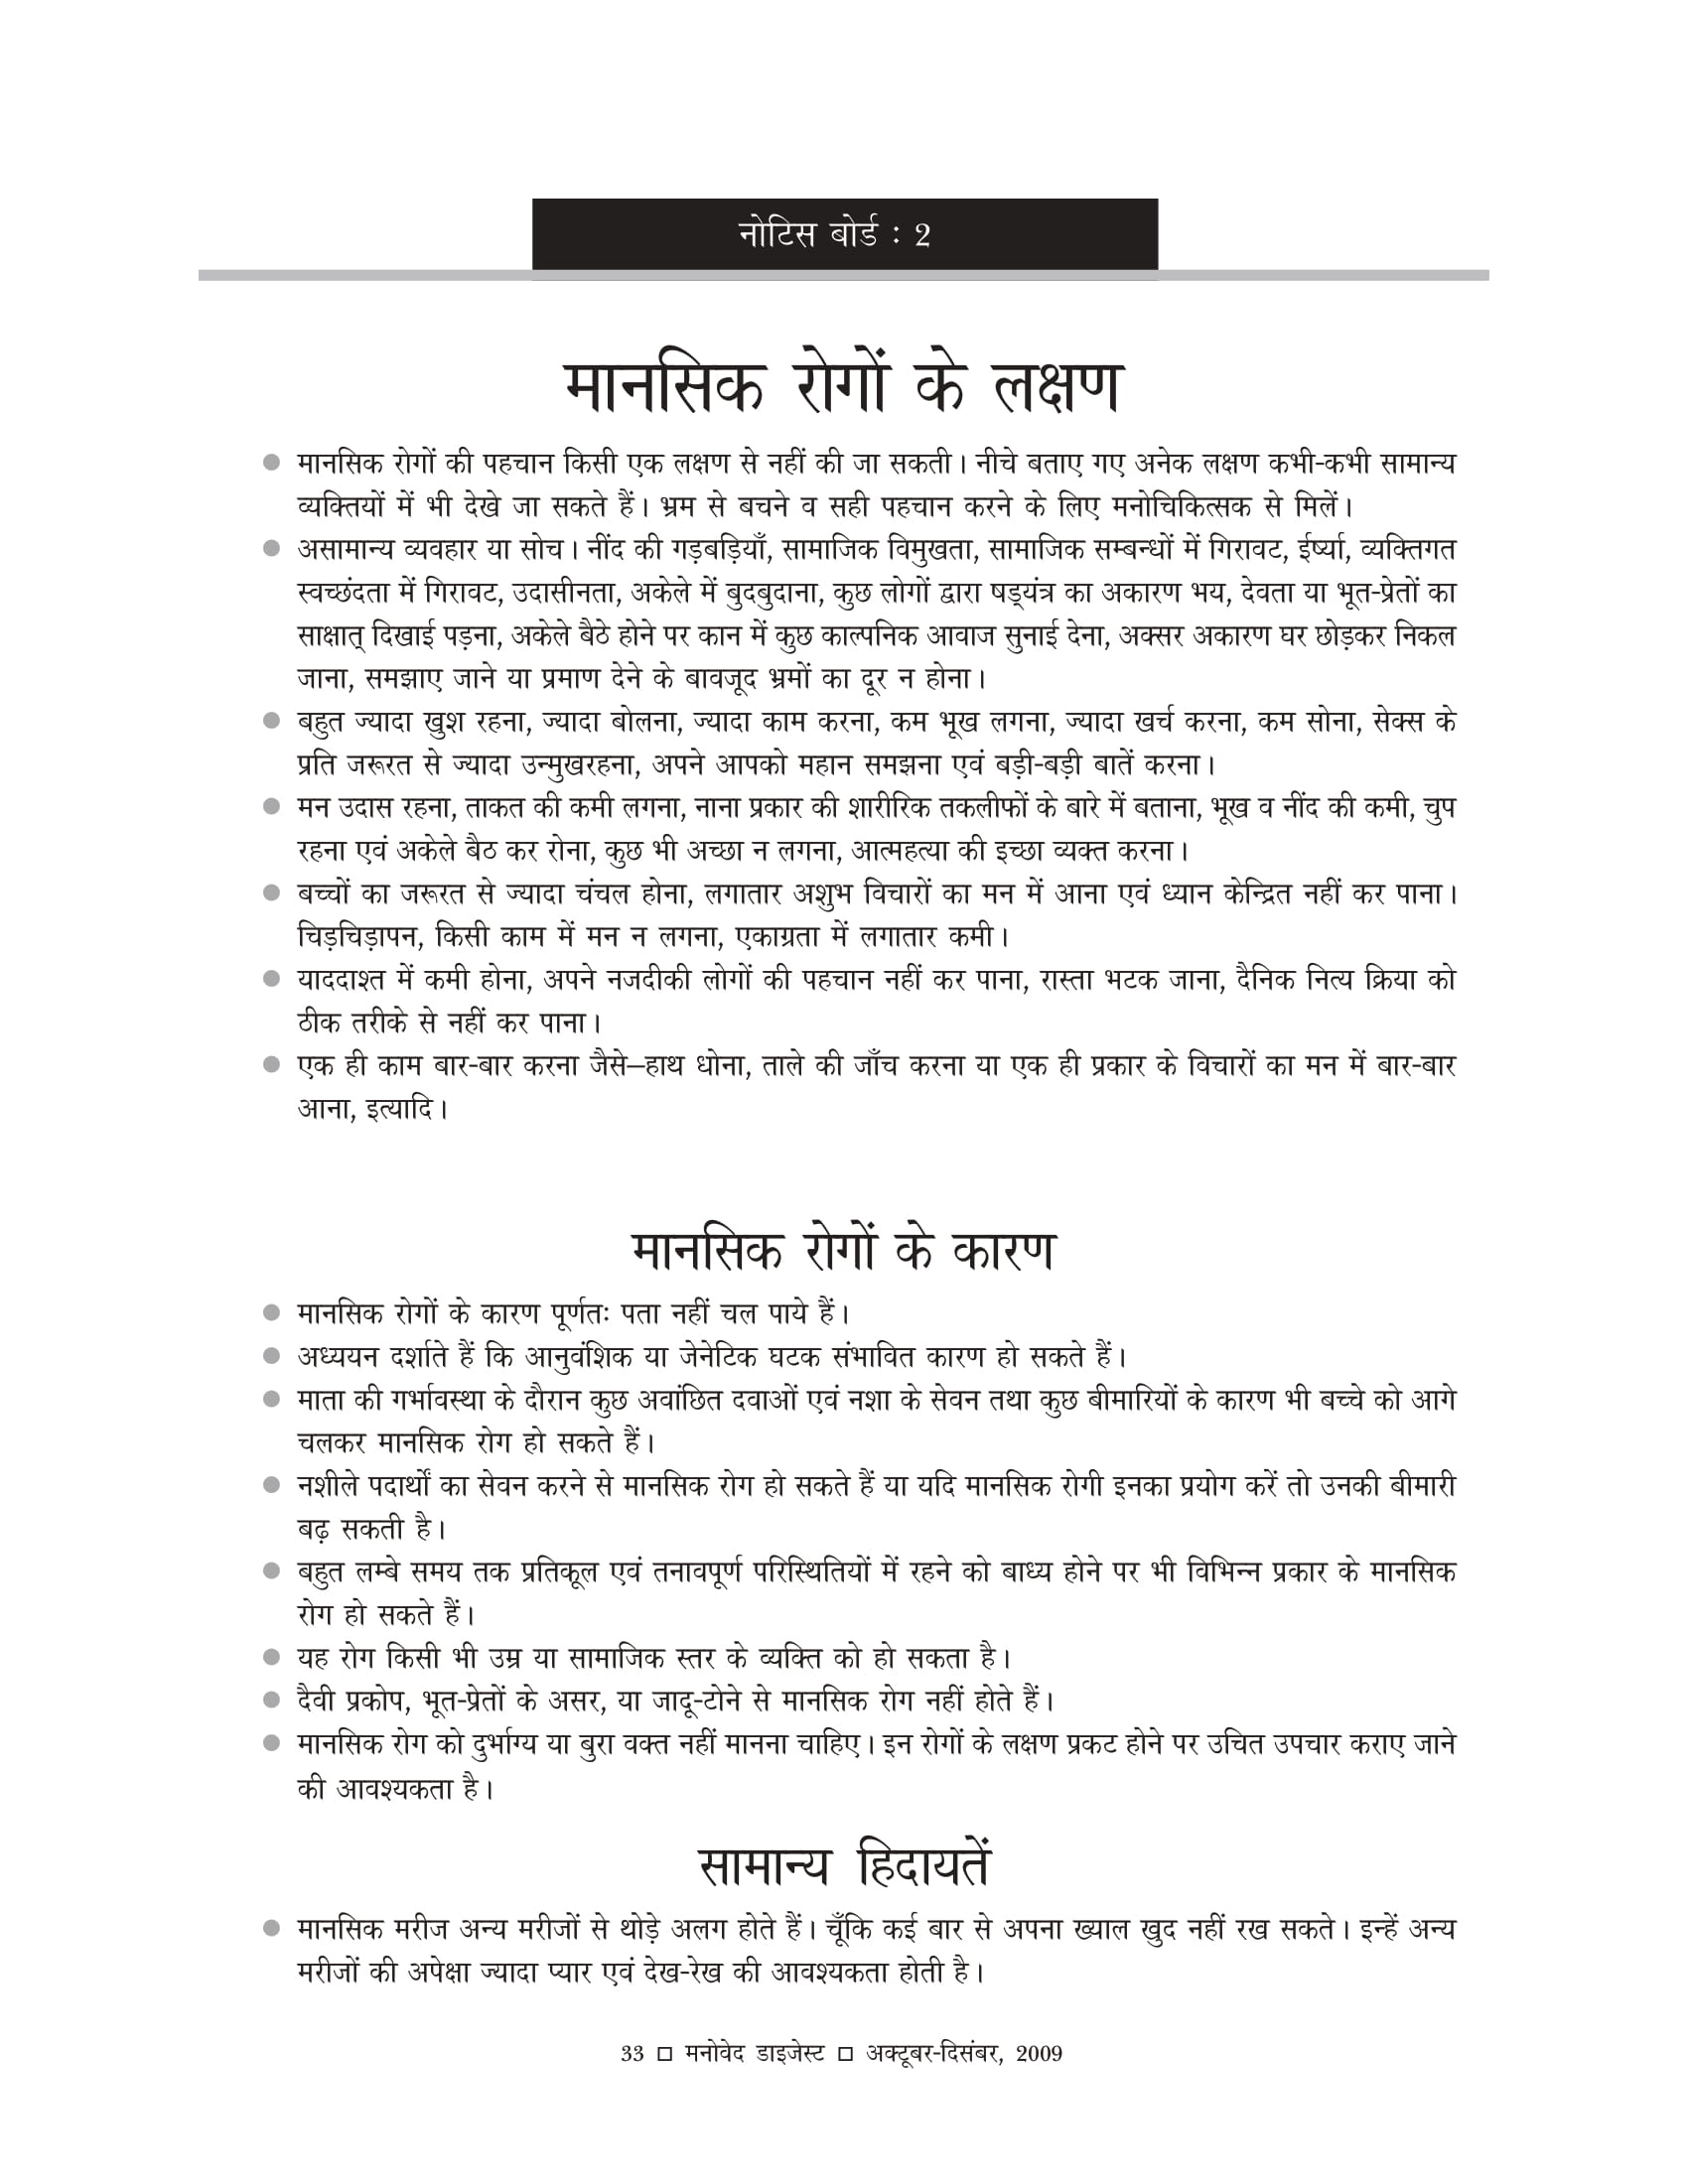 नोटिस बोर्ड : 2
मानसिक रोगों के लक्षण
● मानसिक रोगों की पहचान किसी एक लक्षण से नहीं की जा सकती। नीचे बताए गए अनेक लक्षण कभी-कभी सामान्य
व्यक्तियों में भी देखे जा सकते हैं। भ्रम से बचने व सही पहचान करने के लिए मनोचिकित्सक से मिलें।
● असामान्य व्यवहार या सोच। नींद की गड़बड़ियाँ, सामाजिक विमुखता, सामाजिक सम्बन्धों में गिरावट, ईर्ष्या, व्यक्तिगत
स्वच्छंदता में गिरावट, उदासीनता, अकेले में बुदबुदाना, कुछ लोगों द्वारा षड्यंत्र का अकारण भय, देवता या भूत-प्रेतों का
साक्षात् दिखाई पड़ना, अकेले बैठे होने पर कान में कुछ काल्पनिक आवाज सुनाई देना, अक्सर अकारण घर छोड़कर निकल
जाना, समझाए जाने या प्रमाण देने के बावजूद भ्रमों का दूर न होना।
● बहुत ज्यादा खुश रहना, ज्यादा बोलना, ज्यादा काम करना, कम भूख लगना, ज्यादा खर्च करना, कम सोना, सेक्स के
प्रति जरूरत से ज्यादा उन्मुखरहना, अपने आपको महान समझना एवं बड़ी-बड़ी बातें करना।
● मन उदास रहना, ताकत की कमी लगना, नाना प्रकार की शारीरिक तकलीफों के बारे में बताना, भूख व नींद की कमी, चुप
रहना एवं अकेले बैठ कर रोना, कुछ भी अच्छा न लगना, आत्महत्या की इच्छा व्यक्त करना।
● बच्चों का जरूरत से ज्यादा चंचल होना, लगातार अशुभ विचारों का मन में आना एवं ध्यान केन्द्रित नहीं कर पाना।
चिड़चिड़ापन, किसी काम में मन न लगना, एकाग्रता में लगातार कमी।
● याददाश्त में कमी होना, अपने नजदीकी लोगों की पहचान नहीं कर पाना, रास्ता भटक जाना, दैनिक नित्य क्रिया को
ठीक तरीके से नहीं कर पाना।
● एक ही काम बार-बार करना जैसे—हाथ धोना, ताले की जाँच करना या एक ही प्रकार के विचारों का मन में बार-बार
आना, इत्यादि।
मानसिक रोगों के कारण
● मानसिक रोगों के कारण पूर्णतः पता नहीं चल पाये हैं।
● अध्ययन दर्शाते हैं कि आनुवंशिक या जेनेटिक घटक संभावित कारण हो सकते हैं।
● माता की गर्भावस्था के दौरान कुछ अवांछित दवाओं एवं नशा के सेवन तथा कुछ बीमारियों के कारण भी बच्चे को आगे
चलकर मानसिक रोग हो सकते हैं।
● नशीले पदार्थों का सेवन करने से मानसिक रोग हो सकते हैं या यदि मानसिक रोगी इनका प्रयोग करें तो उनकी बीमारी
बढ़ सकती है।
● बहुत लम्बे समय तक प्रतिकूल एवं तनावपूर्ण परिस्थितियों में रहने को बाध्य होने पर भी विभिन्न प्रकार के मानसिक
रोग हो सकते हैं।
● यह रोग किसी भी उम्र या सामाजिक स्तर के व्यक्ति को हो सकता है।
● दैवी प्रकोप, भूत-प्रेतों के असर, या जादू-टोने से मानसिक रोग नहीं होते हैं।
● मानसिक रोग को दुर्भाग्य या बुरा वक्त नहीं मानना चाहिए। इन रोगों के लक्षण प्रकट होने पर उचित उपचार कराए जाने
की आवश्यकता है।
सामान्य हिदायतें
● मानसिक मरीज अन्य मरीजों से थोड़े अलग होते हैं। चूँकि कई बार से अपना ख्याल खुद नहीं रख सकते। इन्हें अन्य
मरीजों की अपेक्षा ज्यादा प्यार एवं देख-रेख की आवश्यकता होती है।
33 □ मनोवेद डाइजेस्ट □ अक्टूबर-दिसंबर, 2009